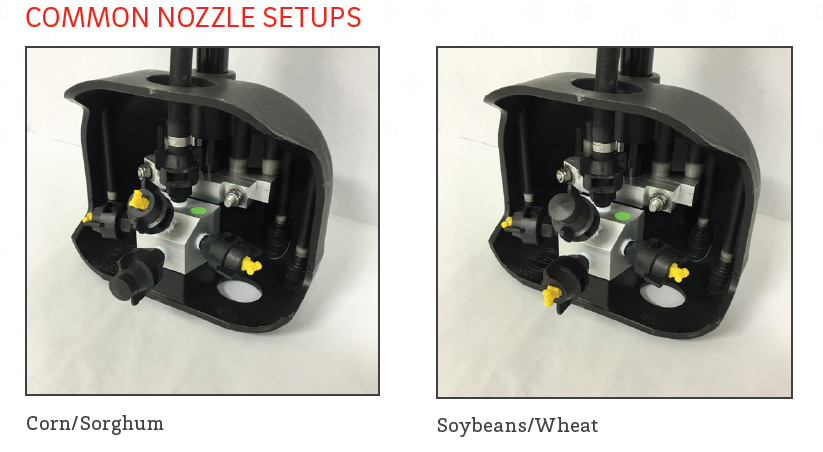 COMMON NOZZLE SETUPS
Corn/Sorghum
Soybeans/Wheat